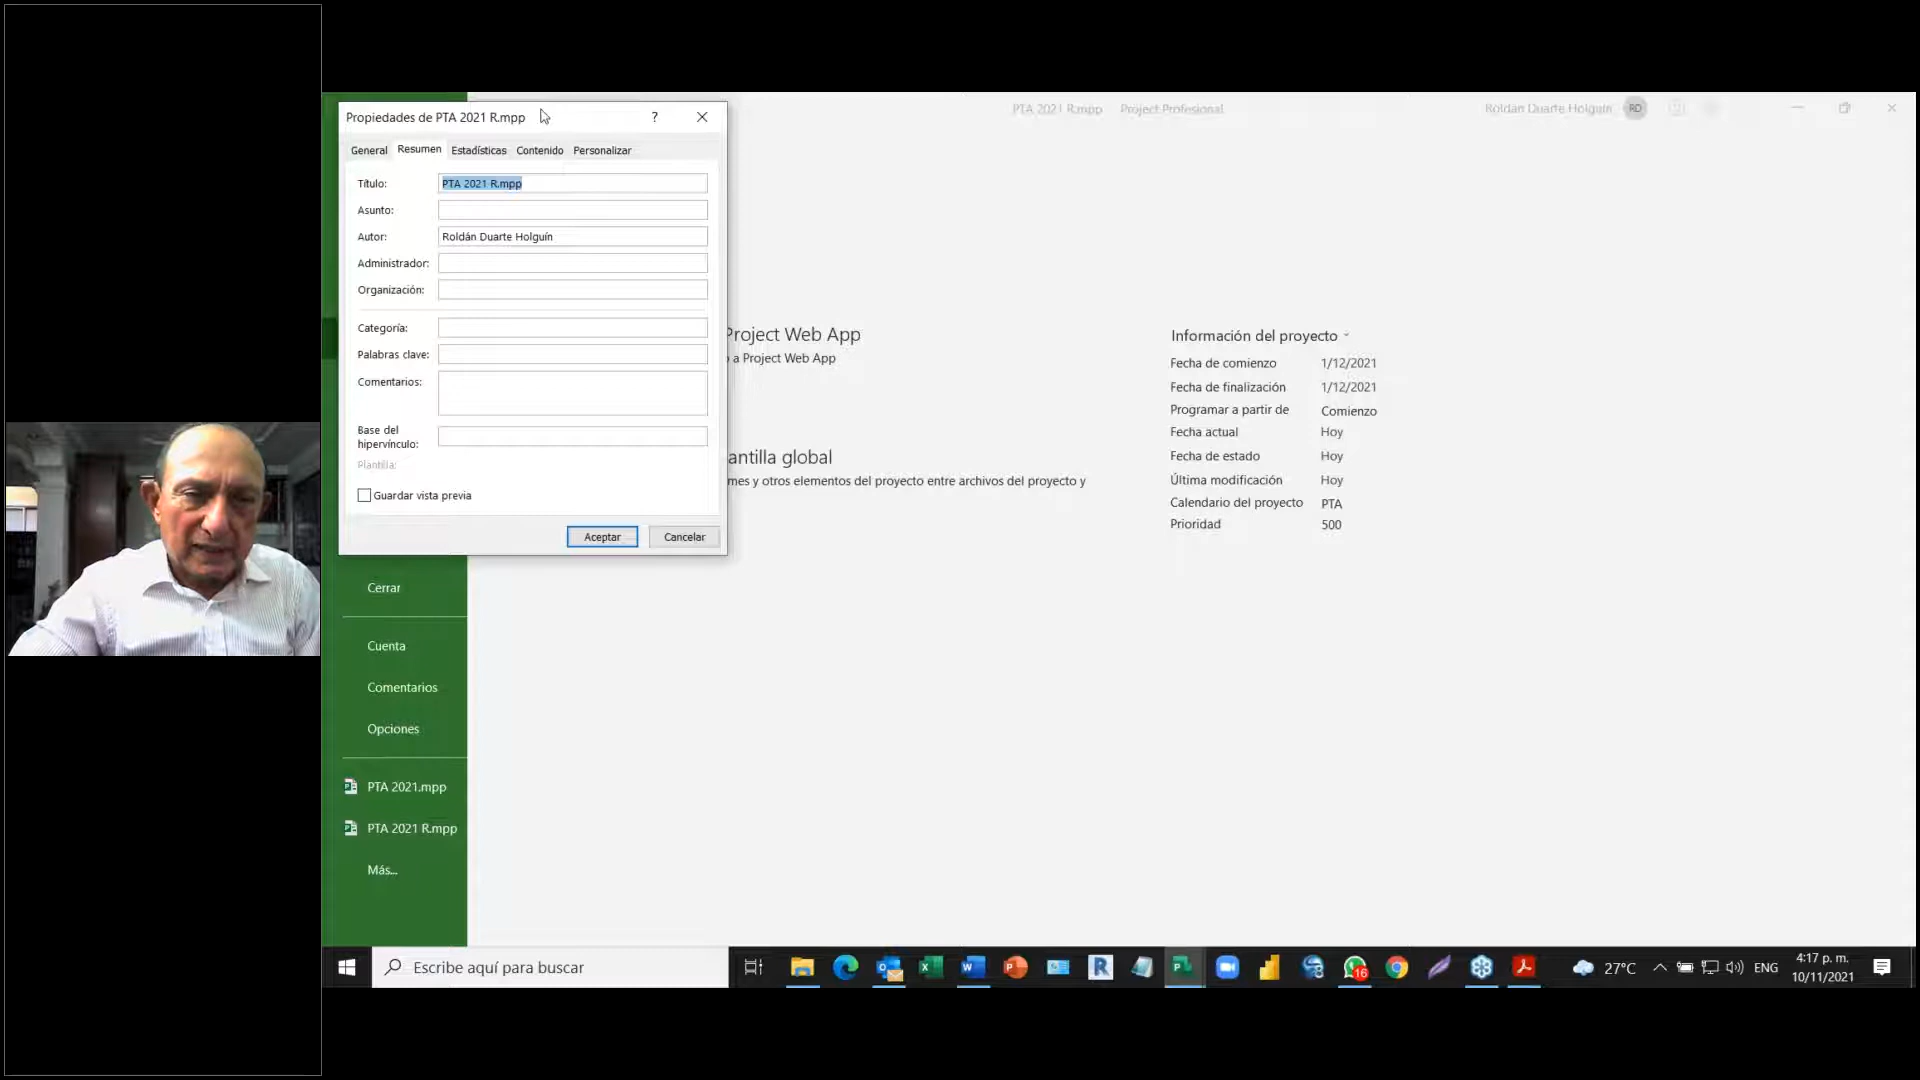 Propiedades de PTA 2021 R.mpp
?
PTA 2021 R.mpp Project Profesional
Roldán Duarte Holguín RD
General Resumen Estadísticas Contenido Personalizar
Título: PTA 2021 R.mpp
Asunto:
Autor: Roldán Duarte Holguín
Administrador:
Organización:
Categoría:
Palabras clave:
Comentarios:
Base del
hipervínculo:
Plantilla:
Guardar vista previa
Aceptar Cancelar
Project Web App
a Project Web App
antilla global
mes y otros elementos del proyecto entre archivos del proyecto y
Información del proyecto
Fecha de comienzo 1/12/2021
Fecha de finalización 1/12/2021
Programar a partir de Comienzo
Fecha actual Hoy
Fecha de estado Hoy
Última modificación Hoy
Calendario del proyecto PTA
Prioridad 500
Cerrar
Cuenta
Comentarios
Opciones
PTA 2021.mpp
PTA 2021 R.mpp
Más...
Escribe aquí para buscar
16
27°C
ENG
4:17 p. m.
10/11/2021